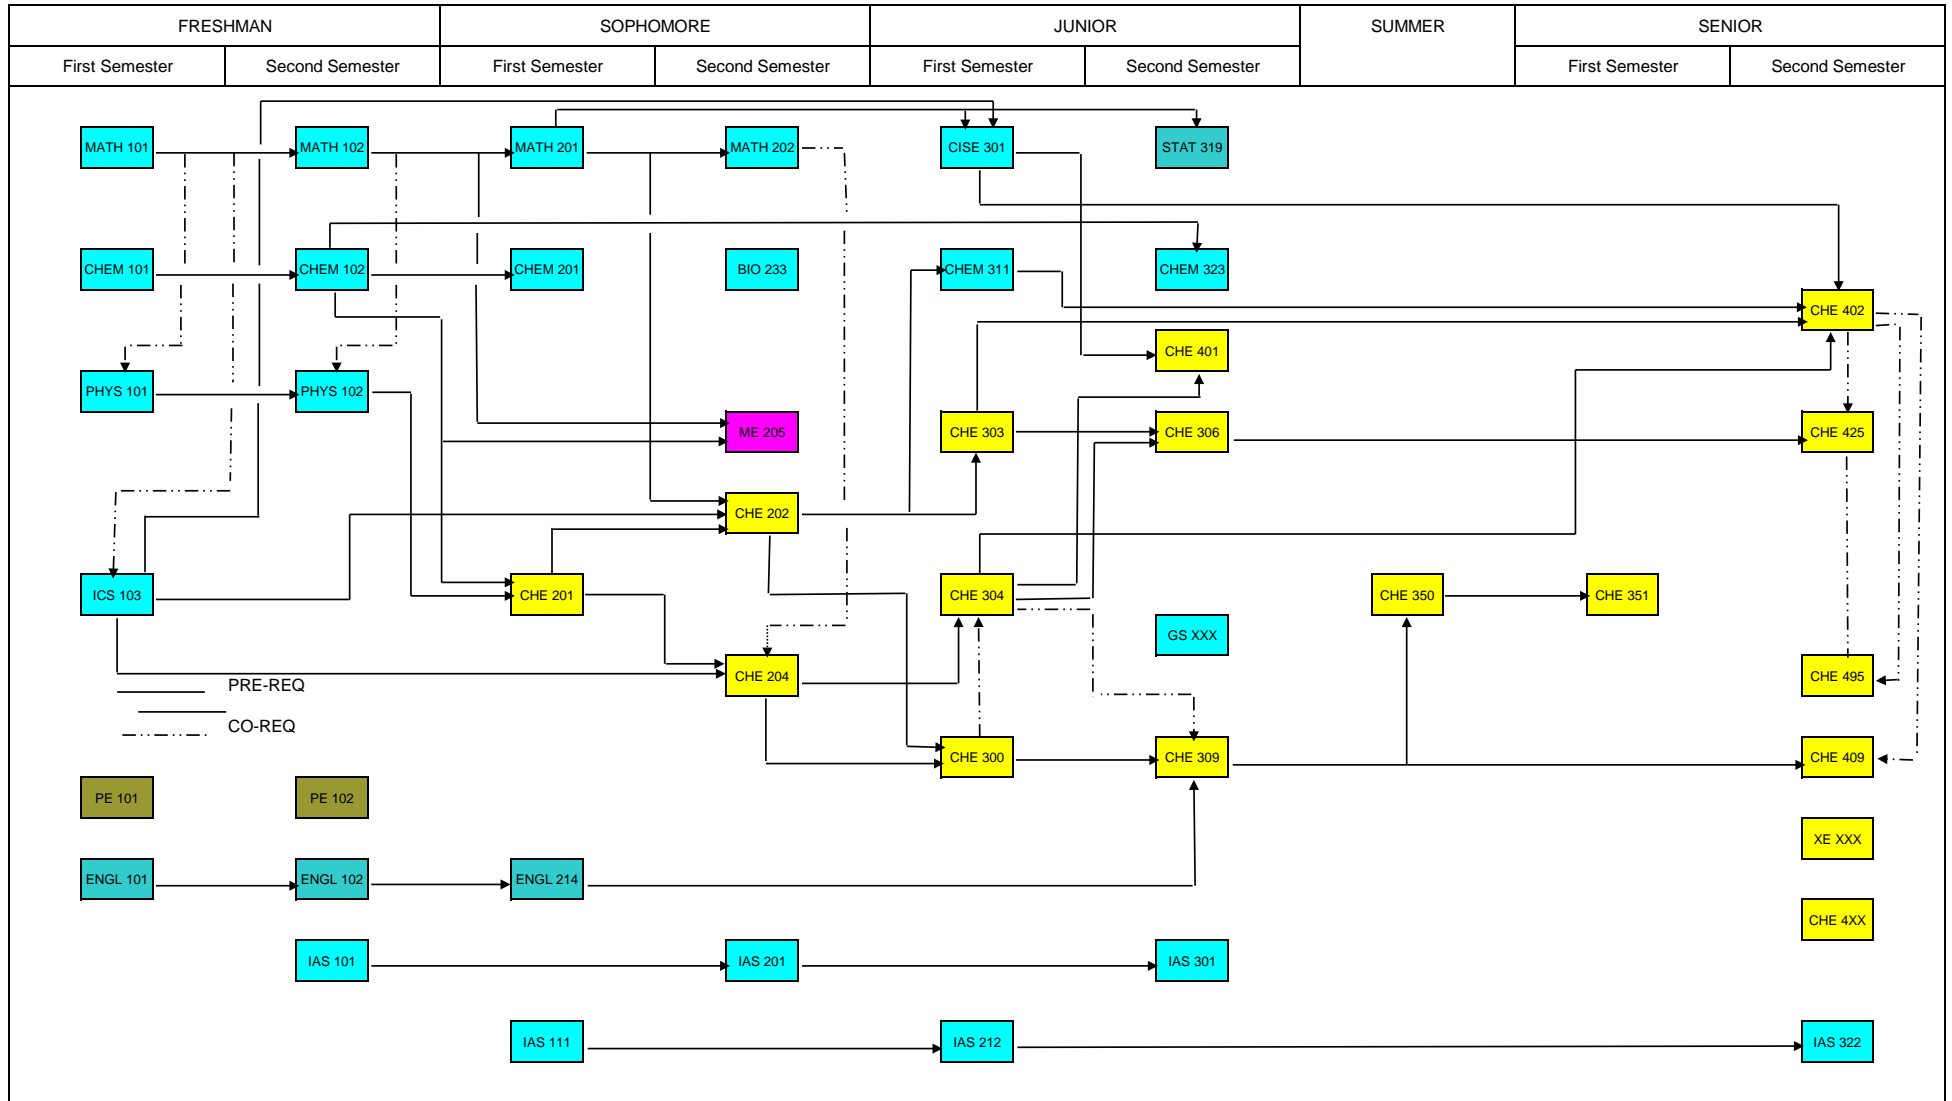 FRESHMAN SOPHOMORE JUNIOR SUMMER SENIOR
First Semester Second Semester First Semester Second Semester First Semester Second Semester First Semester Second Semester
MATH 101 MATH 102 MATH 201 MATH 202 CISE 301 STAT 319
CHEM 101 CHEM 102 CHEM 201 BIO 233 CHEM 311 CHEM 323
CHE 402
CHE 401
PHYS 101 PHYS 102
ME 205 CHE 303 CHE 306 CHE 425
CHE 202
ICS 103 CHE 201 CHE 304 CHE 350 CHE 351
GS XXX
CHE 204 CHE 495
PRE-REQ
CO-REQ
CHE 300 CHE 309 CHE 409
PE 101 PE 102
XE XXX
ENGL 101 ENGL 102 ENGL 214
CHE 4XX
IAS 101 IAS 201 IAS 301
IAS 111 IAS 212 IAS 322